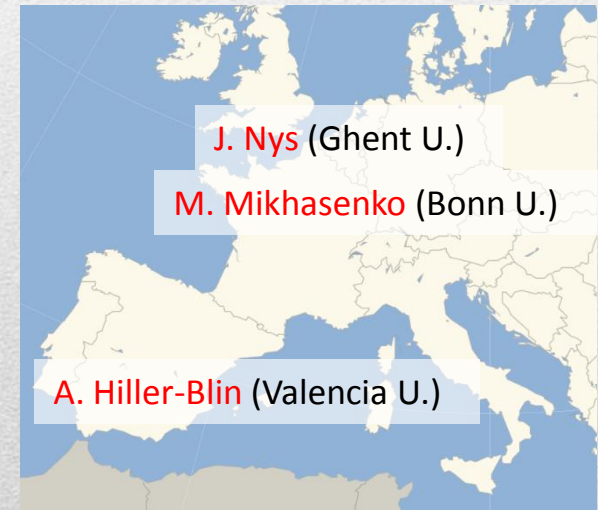 J. Nys (Ghent U.)
M. Mikhasenko (Bonn U.)
A. Hiller-Blin (Valencia U.)